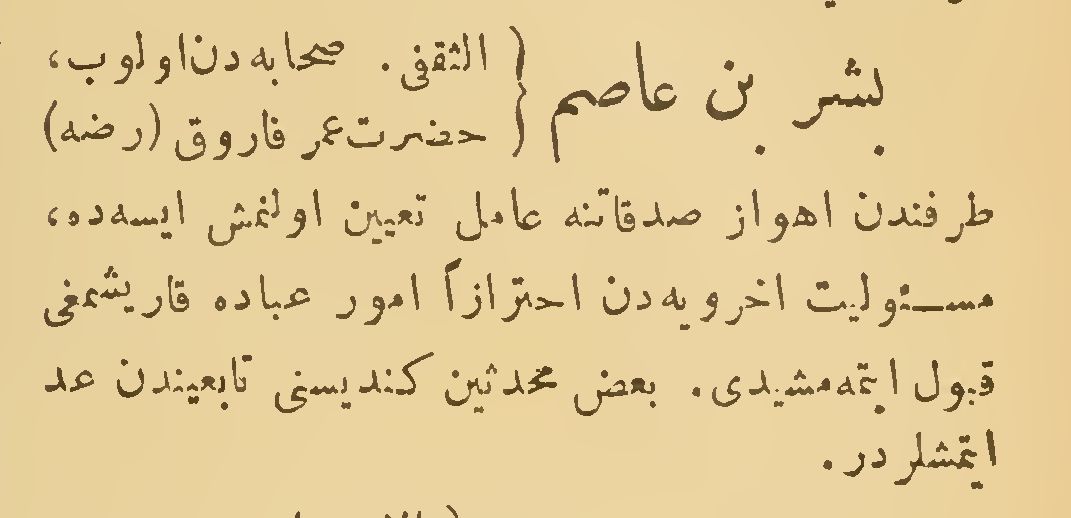 بشر بن عاصم { الثقفى . صحابه‌دن اولوب،
حضرت عمر فاروق (رضه)
طرفندن اهواز صدقاتنه عامل تعيين اولنمش ايسه‌ده،
مسئوليت اخرويه‌دن احترازاً امور عباده قاريشمغى
قبول ايتمه‌مشيدى . بعض محدثين كنديسنى تابعيندن عد
ايتمشلردر .